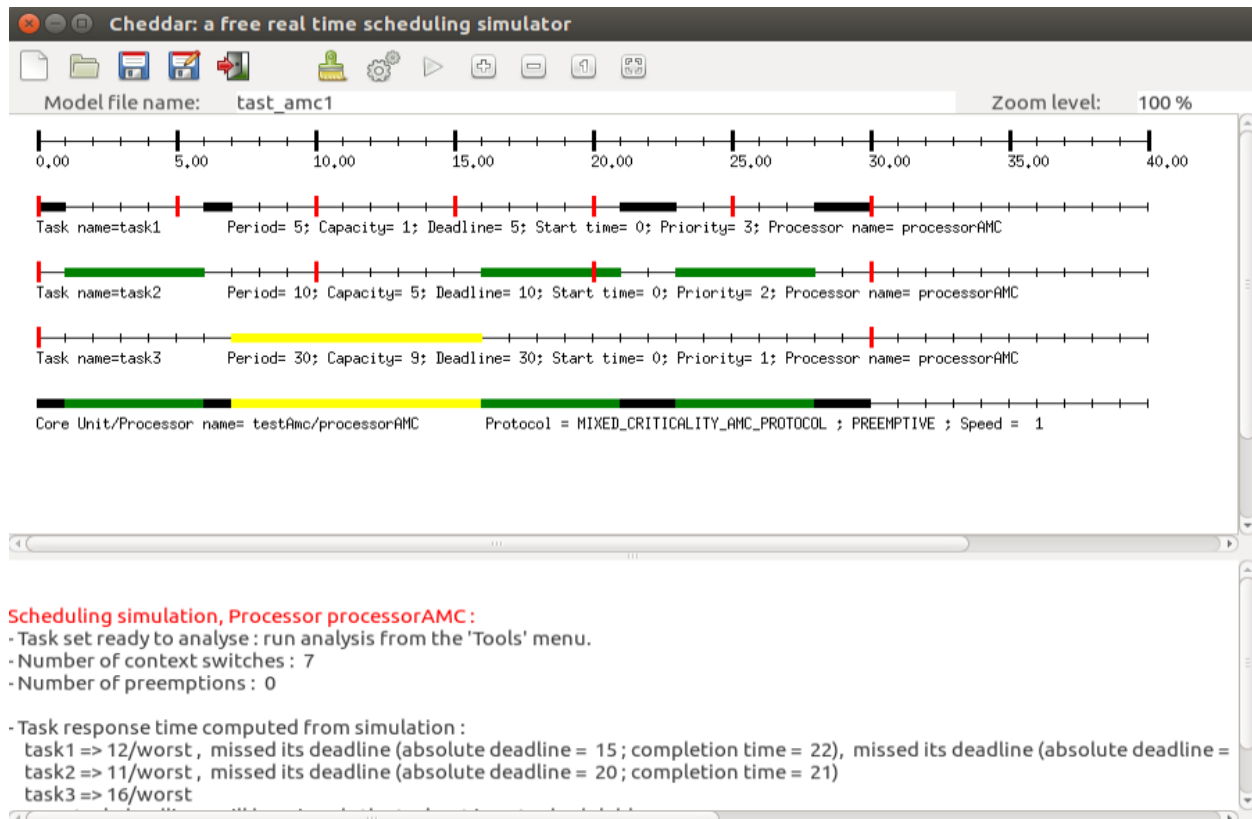 Cheddar: a free real time scheduling simulator
Model file name: tast_amc1 Zoom level: 100 %
0.00 5.00 10.00 15.00 20.00 25.00 30.00 35.00 40.00
Task name=task1 Period= 5; Capacity= 1; Deadline= 5; Start time= 0; Priority= 3; Processor name= processorAMC
Task name=task2 Period= 10; Capacity= 5; Deadline= 10; Start time= 0; Priority= 2; Processor name= processorAMC
Task name=task3 Period= 30; Capacity= 9; Deadline= 30; Start time= 0; Priority= 1; Processor name= processorAMC
Core Unit/Processor name= testAmc/processorAMC Protocol = MIXED_CRITICALITY_AMC_PROTOCOL ; PREEMPTIVE ; Speed = 1
Scheduling simulation, Processor processorAMC :
- Task set ready to analyse : run analysis from the 'Tools' menu.
- Number of context switches : 7
- Number of preemptions : 0
- Task response time computed from simulation :
task1 => 12/worst , missed its deadline (absolute deadline = 15 ; completion time = 22), missed its deadline (absolute deadline =
task2 => 11/worst , missed its deadline (absolute deadline = 20 ; completion time = 21)
task3 => 16/worst